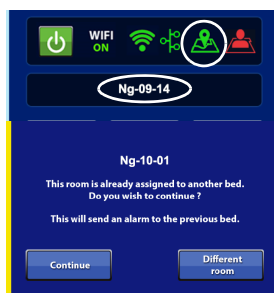 WIFI
ON
Ng-09-14
Ng-10-01
This room is already assigned to another bed.
Do you wish to continue ?
This will send an alarm to the previous bed.
Continue
Different
room